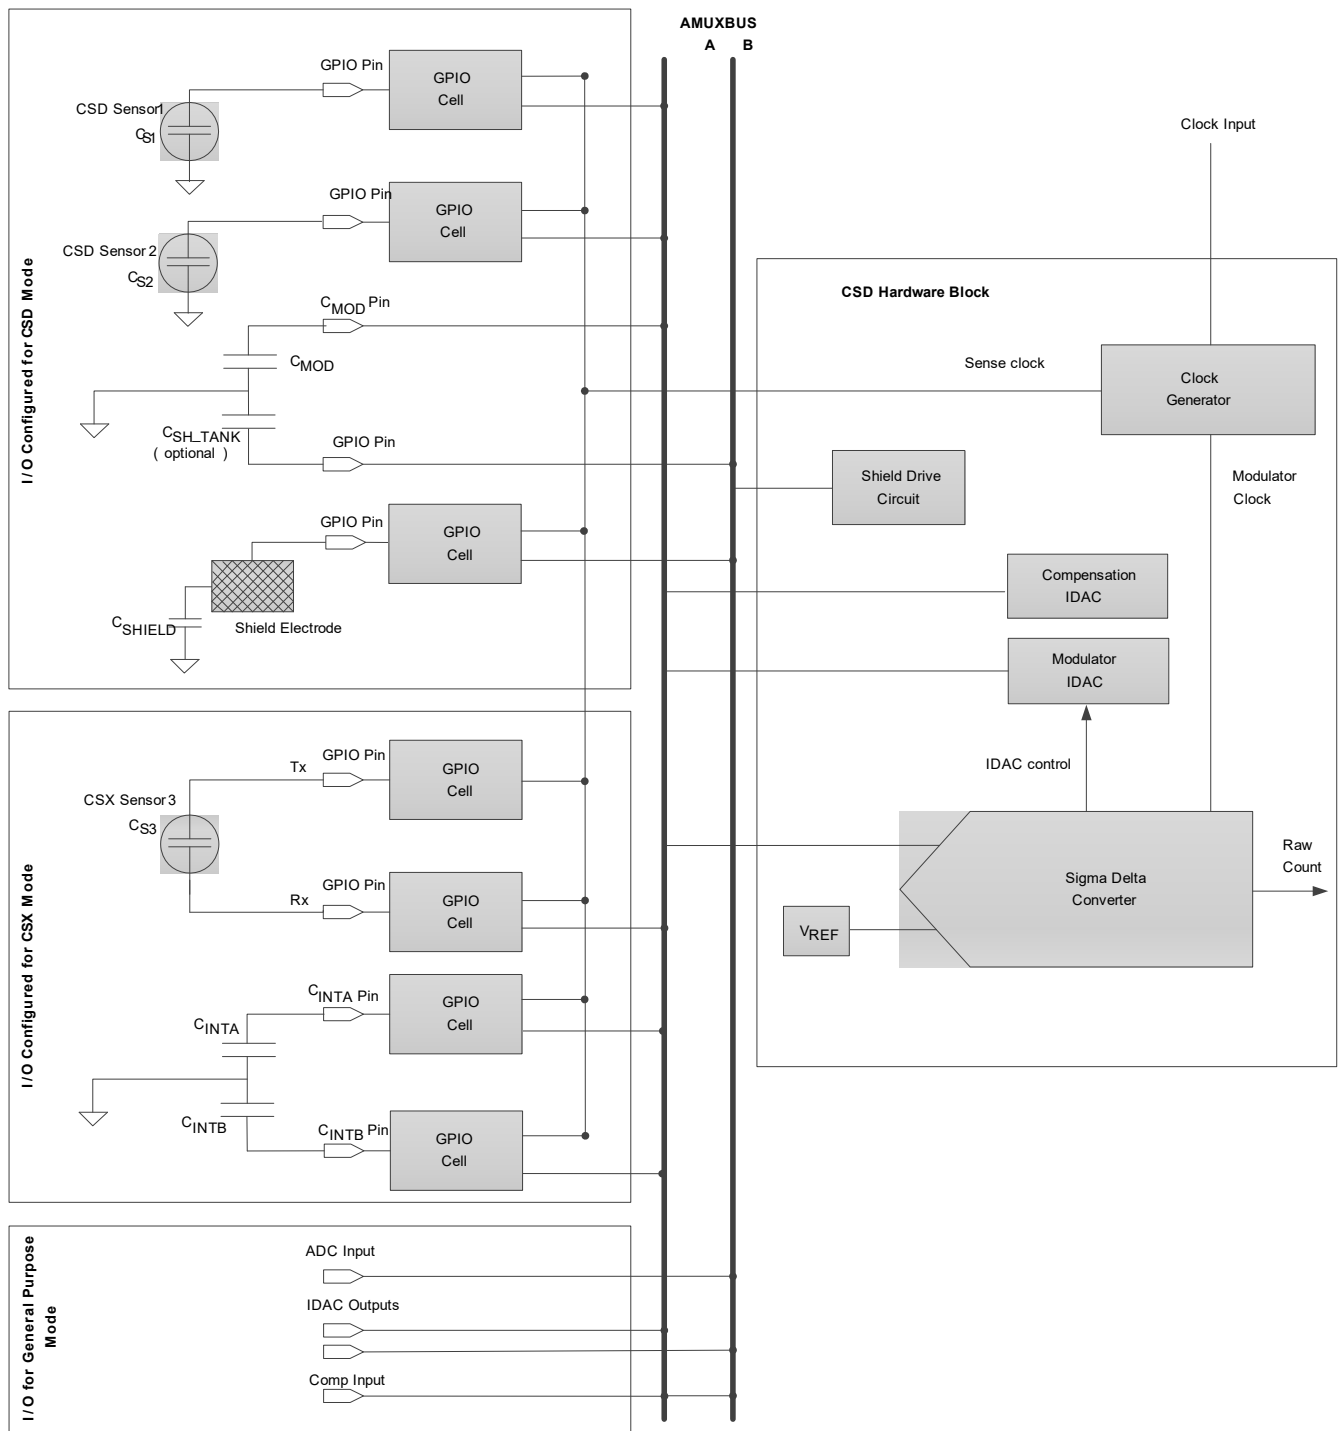 AMUXBUS
A B
I/O Configured for CSD Mode
GPIO Pin
GPIO
Cell
CSD Sensor1
CS1
GPIO Pin
GPIO
Cell
CSD Sensor 2
CS2
CMOD Pin
CMOD
CSH_TANK
( optional )
GPIO Pin
GPIO Pin
GPIO
Cell
CSHIELD
Shield Electrode
I/O Configured for CSX Mode
Tx
GPIO Pin
GPIO
Cell
CSX Sensor 3
CS3
Rx
GPIO Pin
GPIO
Cell
CINTA Pin
GPIO
Cell
CINTA
CINTB
CINTB Pin
GPIO
Cell
I/O for General Purpose
Mode
ADC Input
IDAC Outputs
Comp Input
Clock Input
CSD Hardware Block
Sense clock
Clock
Generator
Shield Drive
Circuit
Modulator
Clock
Compensation
IDAC
Modulator
IDAC
IDAC control
Sigma Delta
Converter
Raw
Count
VREF